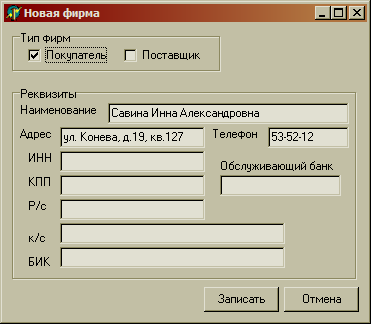 Новая фирма
Тип фирм
Покупатель Поставщик
Реквизиты
Наименование Савина Инна Александровна
Адрес ул. Конева, д.19, кв.127 Телефон 53-52-12
ИНН
Обслуживающий банк
КПП
Р/с
к/с
БИК
Записать Отмена